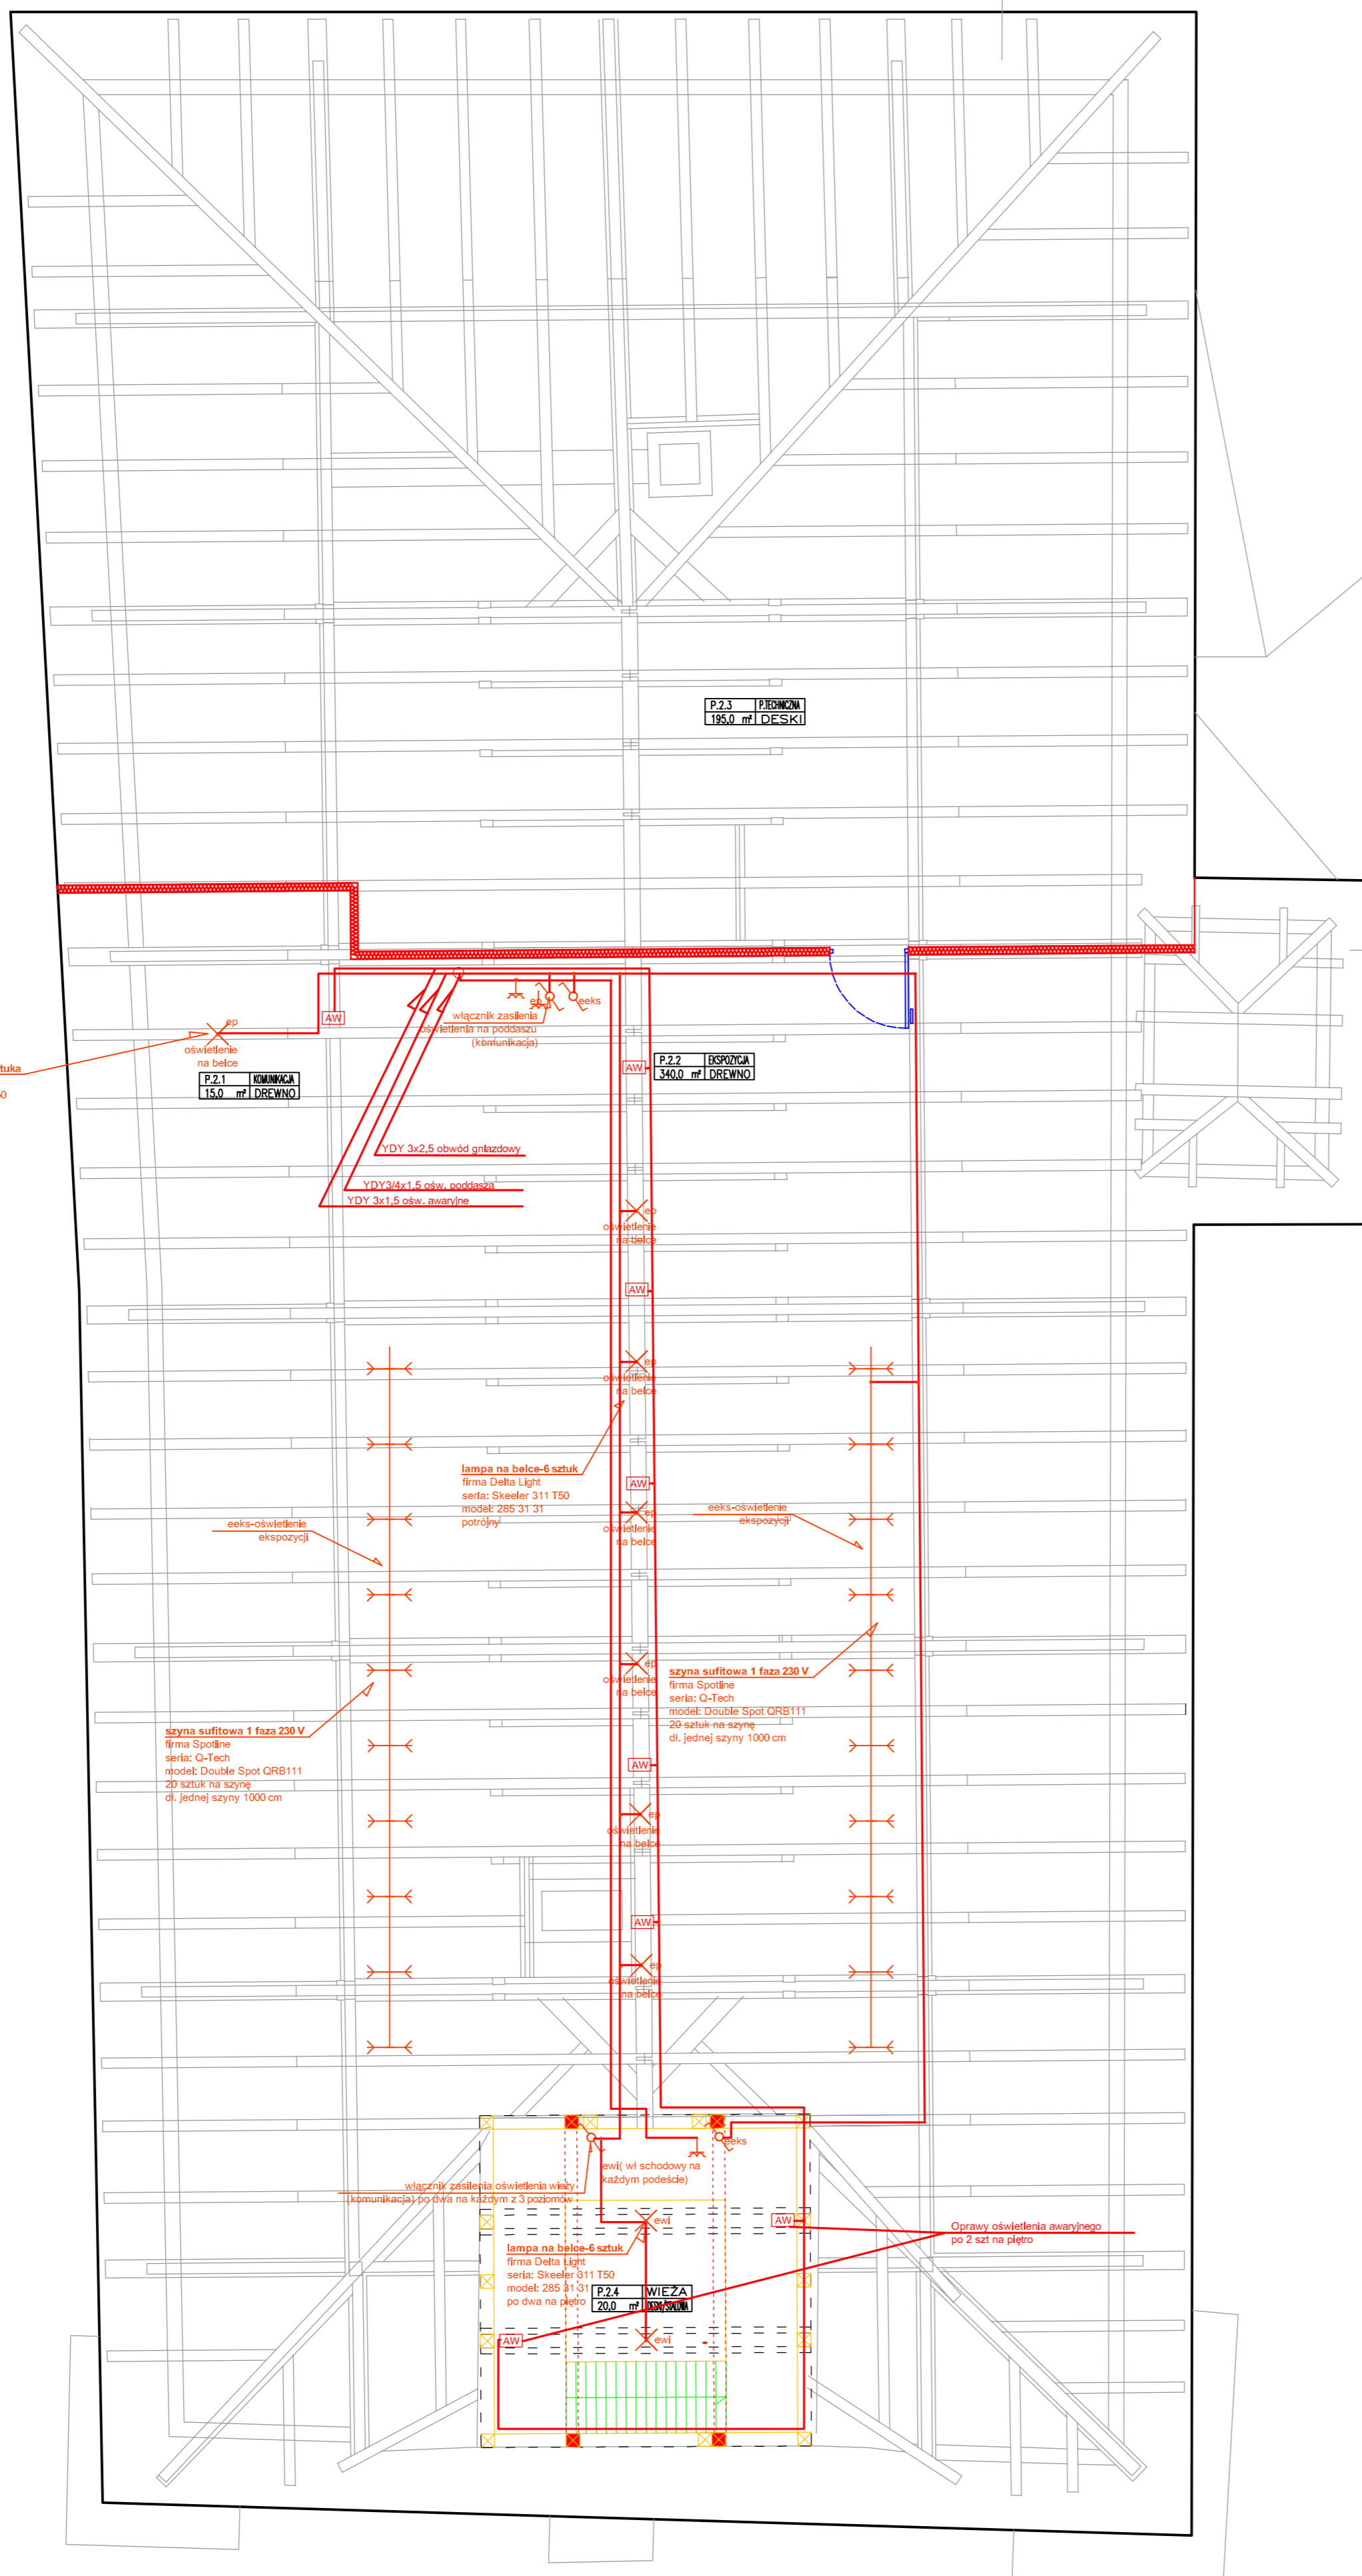 P.2.3 P.TECHNICZNA
195,0 m² DESKI
ep
eeks
włącznik zasilenia
oświetlenia na poddaszu
(komunikacja)
AW
ep
oświetlenie
na belce
P.2.1 KOMUNIKACJA
15,0 m² DREWNO
AW
P.2.2 EKSPOZYCJA
340,0 m² DREWNO
YDY 3x2,5 obwód gniazdowy
YDY3/4x1,5 ośw. poddasza
YDY 3x1,5 ośw. awaryjne
ep
oświetlenie
na belce
AW
ep
oświetlenie
na belce
lampa na belce-6 sztuk
firma Delta Light
seria: Skeeler 311 T50
model: 285 31 31
potrójny
AW
ep
oświetlenie
na belce
eeks-oświetlenie
ekspozycji
eeks-oświetlenie
ekspozycji
ep
oświetlenie
na belce
szyna sufitowa 1 faza 230 V
firma Spotline
seria: Q-Tech
model: Double Spot QRB111
20 sztuk na szynę
dł. jednej szyny 1000 cm
szyna sufitowa 1 faza 230 V
firma Spotline
seria: Q-Tech
model: Double Spot QRB111
20 sztuk na szynę
dł. jednej szyny 1000 cm
AW
ep
oświetlenie
na belce
AW
ep
oświetlenie
na belce
eeks
ewi( wł schodowy na
każdym podeście)
włącznik zasilenia oświetlenia wieży
(komunikacja) po dwa na każdym z 3 poziomów
ewi
AW
Oprawy oświetlenia awaryjnego
po 2 szt na piętro
lampa na belce-6 sztuk
firma Delta Light
seria: Skeeler 311 T50
model: 285 31 31
po dwa na piętro
P.2.4 WIEŻA
20,0 m²
AW
ewi